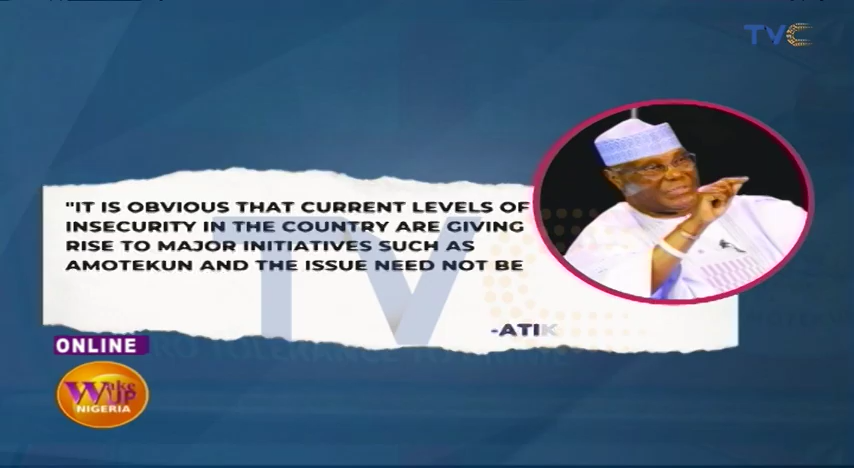 TVC
"IT IS OBVIOUS THAT CURRENT LEVELS OF
INSECURITY IN THE COUNTRY ARE GIVING
RISE TO MAJOR INITIATIVES SUCH AS
AMOTEKUN AND THE ISSUE NEED NOT BE
-ATIK
ONLINE
Wake
UP
NIGERIA